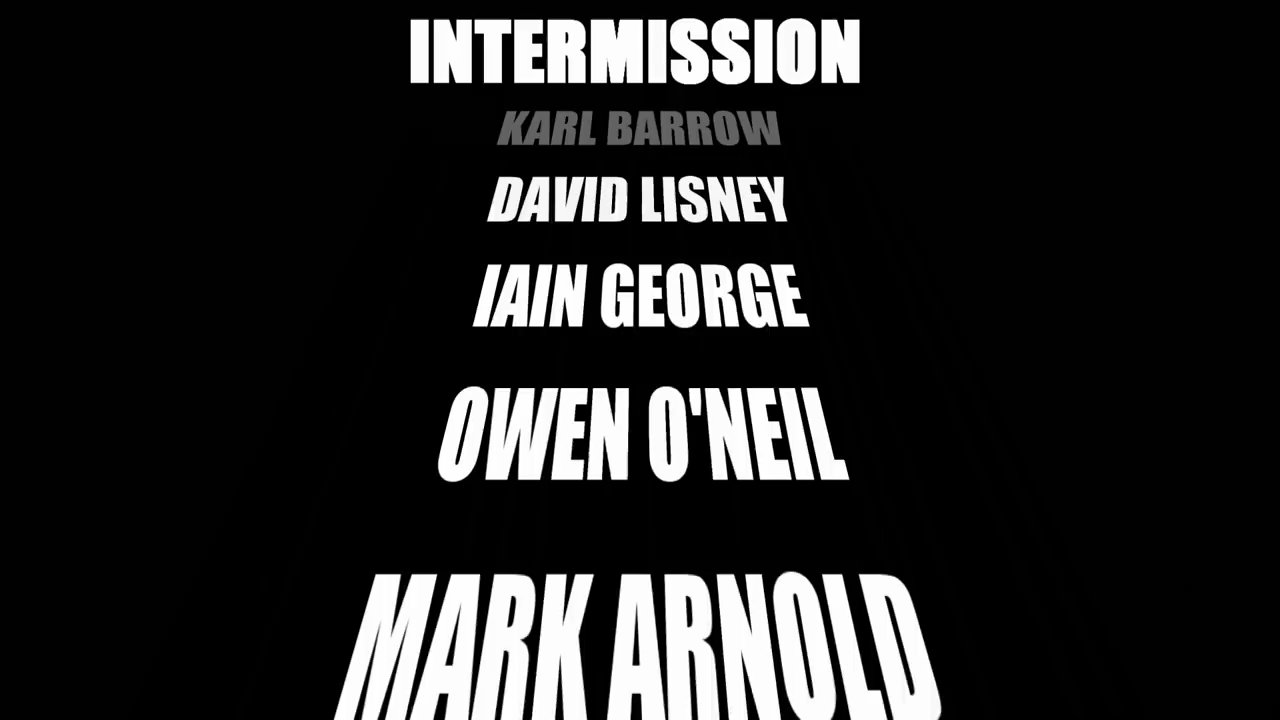 INTERMISSION
KARL BARROW
DAVID LISNEY
IAIN GEORGE
OWEN O'NEIL
MARK ARNOLD